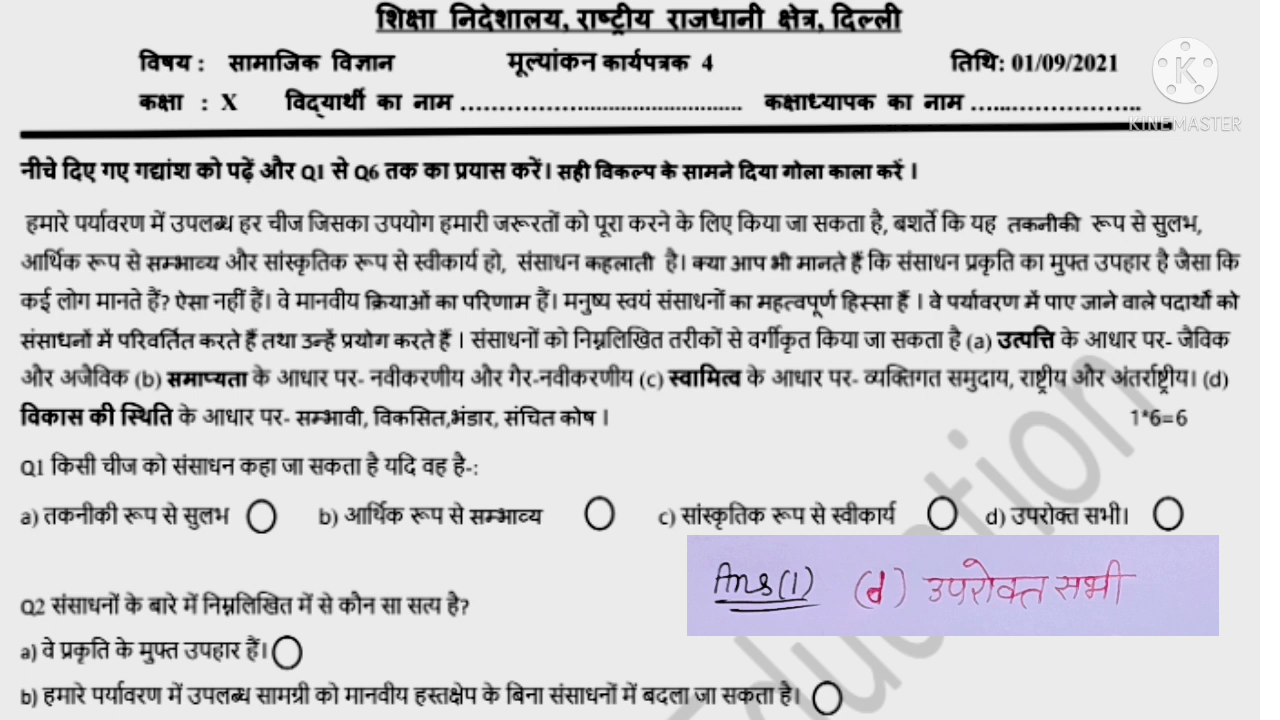 शिक्षा निदेशालय, राष्ट्रीय राजधानी क्षेत्र, दिल्ली
विषय : सामाजिक विज्ञान मूल्यांकन कार्यपत्रक 4 तिथि: 01/09/2021
कक्षा : X विद्यार्थी का नाम .......................................... कक्षाध्यापक का नाम .........................
K
KINEMASTER
नीचे दिए गए गद्यांश को पढ़ें और Q1 से Q6 तक का प्रयास करें। सही विकल्प के सामने दिया गोला काला करें ।
हमारे पर्यावरण में उपलब्ध हर चीज जिसका उपयोग हमारी जरूरतों को पूरा करने के लिए किया जा सकता है, बशर्ते कि यह तकनीकी रूप से सुलभ,
आर्थिक रूप से सम्भाव्य और सांस्कृतिक रूप से स्वीकार्य हो, संसाधन कहलाती है। क्या आप भी मानते हैं कि संसाधन प्रकृति का मुफ्त उपहार है जैसा कि
कई लोग मानते हैं? ऐसा नहीं हैं। वे मानवीय क्रियाओं का परिणाम हैं। मनुष्य स्वयं संसाधनों का महत्वपूर्ण हिस्सा हैं । वे पर्यावरण में पाए जाने वाले पदार्थो को
संसाधनों में परिवर्तित करते हैं तथा उन्हें प्रयोग करते हैं । संसाधनों को निम्नलिखित तरीकों से वर्गीकृत किया जा सकता है (a) उत्पत्ति के आधार पर- जैविक
और अजैविक (b) समाप्यता के आधार पर- नवीकरणीय और गैर-नवीकरणीय (c) स्वामित्व के आधार पर- व्यक्तिगत समुदाय, राष्ट्रीय और अंतर्राष्ट्रीय। (d)
विकास की स्थिति के आधार पर- सम्भावी, विकसित,भंडार, संचित कोष । 1*6=6
Q1 किसी चीज को संसाधन कहा जा सकता है यदि वह है-:
a) तकनीकी रूप से सुलभ b) आर्थिक रूप से सम्भाव्य c) सांस्कृतिक रूप से स्वीकार्य d) उपरोक्त सभी।
Ans(1) (d) उपरोक्त सभी
Q2 संसाधनों के बारे में निम्नलिखित में से कौन सा सत्य है?
a) वे प्रकृति के मुफ्त उपहार हैं।
b) हमारे पर्यावरण में उपलब्ध सामग्री को मानवीय हस्तक्षेप के बिना संसाधनों में बदला जा सकता है।